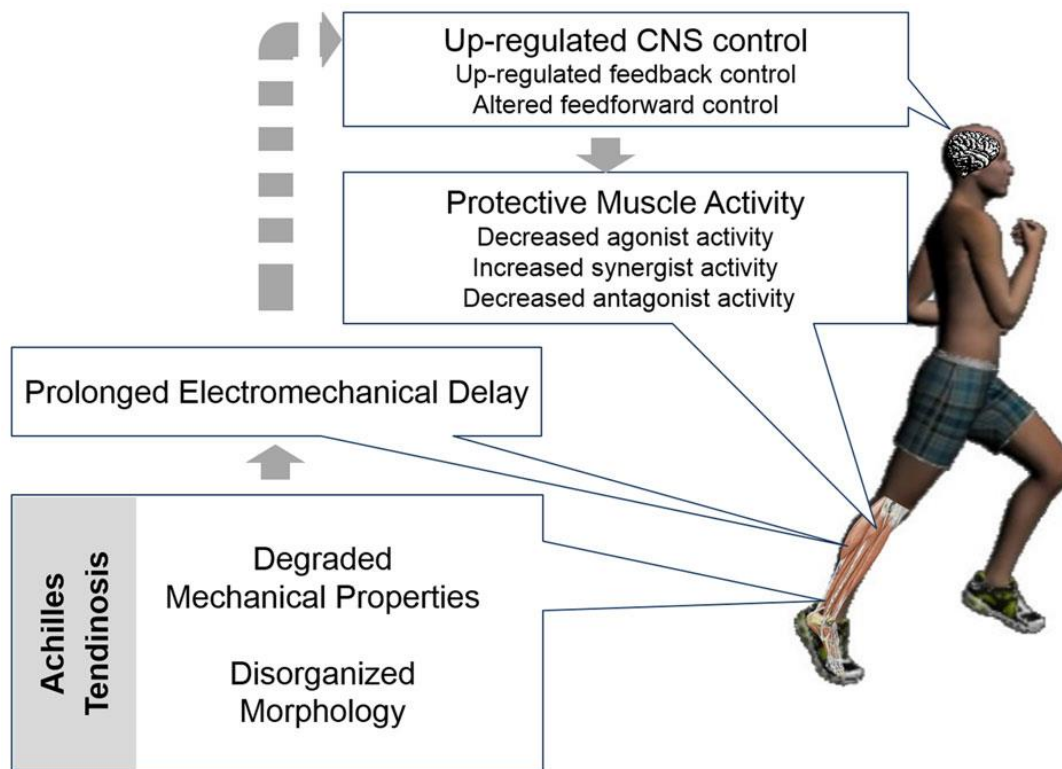 Up-regulated CNS control
Up-regulated feedback control
Altered feedforward control
Protective Muscle Activity
Decreased agonist activity
Increased synergist activity
Decreased antagonist activity
Prolonged Electromechanical Delay
Achilles
Tendinosis
Degraded
Mechanical Properties
Disorganized
Morphology